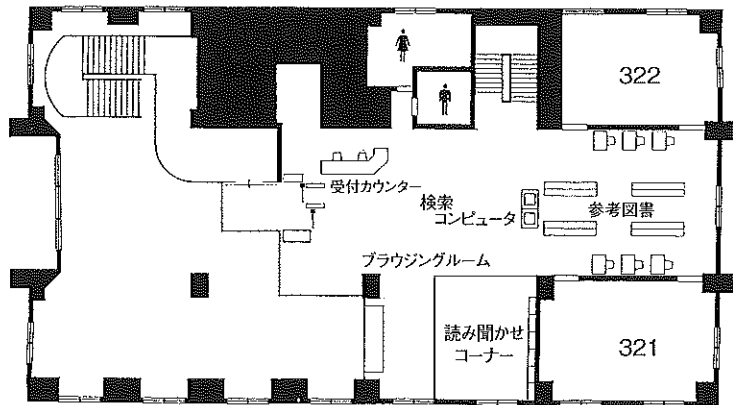 322
受付カウンター
検索
コンピュータ
参考図書
ブラウジングルーム
読み聞かせ
コーナー
321